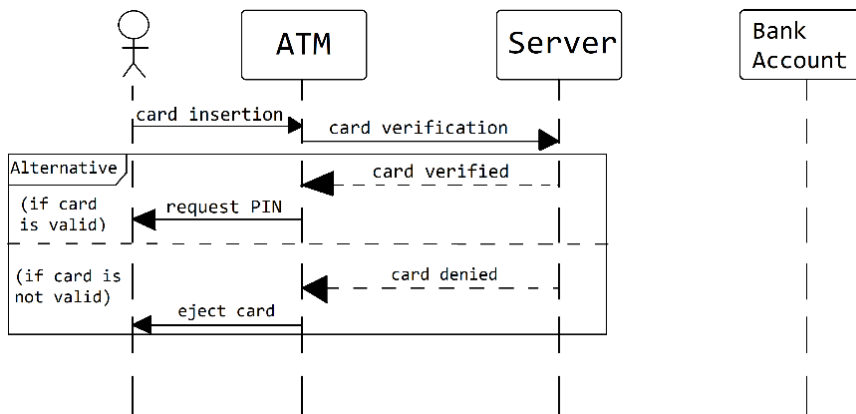 ATM
Server
Bank
Account
card insertion
card verification
Alternative
card verified
(if card
is valid)
request PIN
(if card is
not valid)
card denied
eject card